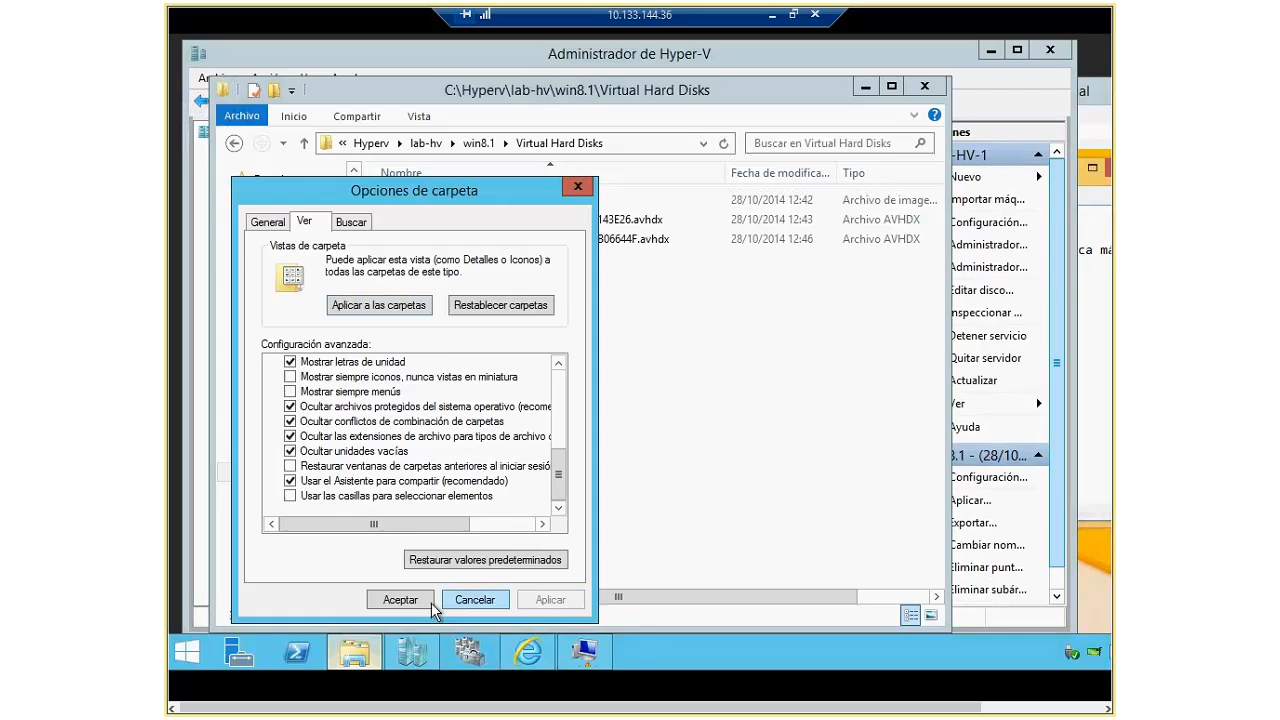 10.133.144.36
Administrador de Hyper-V
C:\Hyperv\lab-hv\win8.1\Virtual Hard Disks
Archivo Inicio Compartir Vista
« Hyperv lab-hv win8.1 Virtual Hard Disks Buscar en Virtual Hard Disks
Nombre Fecha de modifica... Tipo
28/10/2014 12:42 Archivo de image...
143E26.avhdx 28/10/2014 12:43 Archivo AVHDX
B06644F.avhdx 28/10/2014 12:46 Archivo AVHDX
Opciones de carpeta
General Ver Buscar
Vistas de carpeta
Puede aplicar esta vista (como Detalles o Iconos) a
todas las carpetas de este tipo.
Aplicar a las carpetas Restablecer carpetas
Configuración avanzada:
Mostrar letras de unidad
Mostrar siempre iconos, nunca vistas en miniatura
Mostrar siempre menús
Ocultar archivos protegidos del sistema operativo (recome
Ocultar conflictos de combinación de carpetas
Ocultar las extensiones de archivo para tipos de archivo c
Ocultar unidades vacías
Restaurar ventanas de carpetas anteriores al iniciar sesió
Usar el Asistente para compartir (recomendado)
Usar las casillas para seleccionar elementos
Restaurar valores predeterminados
Aceptar Cancelar Aplicar
nes
-HV-1
Nuevo
mportar máq...
Configuración...
Administrador...
Administrador...
Editar disco...
nspeccionar ...
Detener servicio
Quitar servidor
Actualizar
Ver
Ayuda
8.1 - (28/10...
Configuración...
Aplicar...
Exportar...
Cambiar nom...
Eliminar punt...
Eliminar subár...
al
ca má